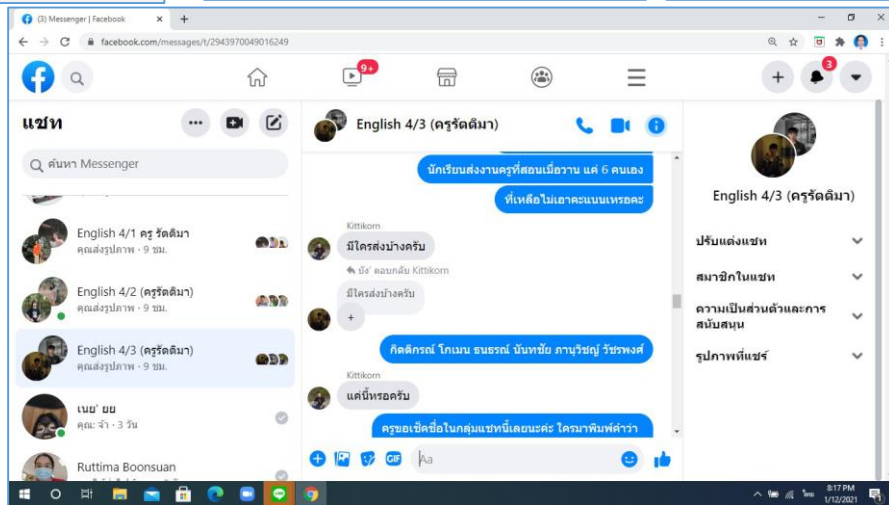 (3) Messenger | Facebook
facebook.com/messages/t/2943970049016249
9+
3
แชท
ค้นหา Messenger
English 4/1 ครู รัตติมา
คุณส่งรูปภาพ · 9 ชม.
English 4/2 (ครูรัตติมา)
คุณส่งรูปภาพ · 9 ชม.
English 4/3 (ครูรัตติมา)
คุณส่งรูปภาพ · 9 ชม.
เนย' ยย
คุณ: จ้า · 3 วัน
Ruttima Boonsuan
English 4/3 (ครูรัตติมา)
นักเรียนส่งงานครูที่สอนเมื่อวาน แค่ 6 คนเอง
ที่เหลือไม่เอาคะแนนเหรอคะ
Kittikorn
มีใครส่งบ้างครับ
บัง' ตอบกลับ Kittikorn
มีใครส่งบ้างครับ
+
กิตติกรณ์ โกเมน ธนธรณ์ นันทชัย ภานุวิชญ์ วัชรพงศ์
Kittikorn
แค่นี้หรอครับ
ครูขอเช็คชื่อในกลุ่มแชทนี้เลยนะคะ ใครมาพิมพ์คำว่า
GIF
Aa
English 4/3 (ครูรัตติมา)
ปรับแต่งแชท
สมาชิกในแชท
ความเป็นส่วนตัวและการ
สนับสนุน
รูปภาพที่แชร์
ไทย
8:17 PM
1/12/2021